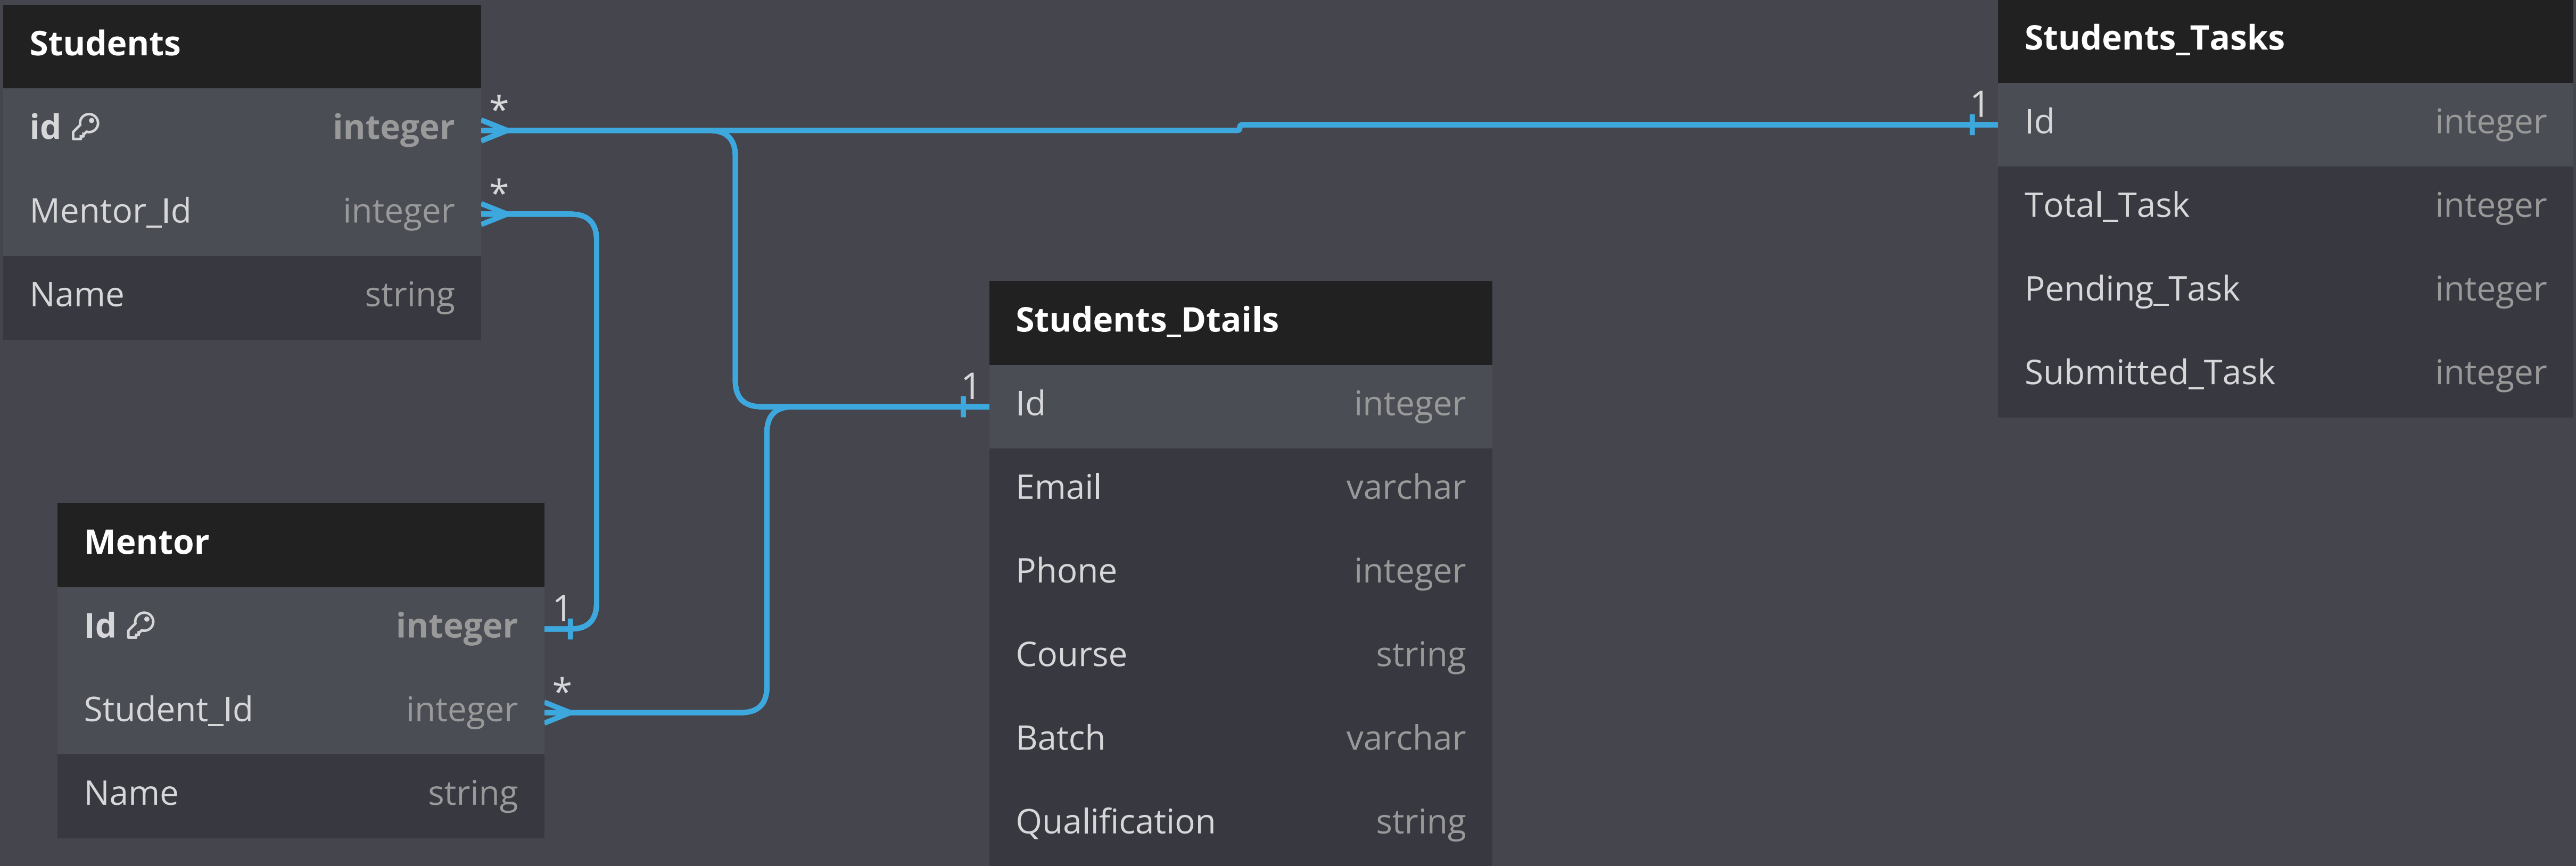 Students
id integer
Mentor_Id integer
Name string
*
*
Students_Tasks
1
Id integer
Total_Task integer
Pending_Task integer
Submitted_Task integer
Students_Dtails
1
Id integer
Email varchar
Phone integer
Course string
Batch varchar
Qualification string
Mentor
Id integer
1
Student_Id integer
*
Name string